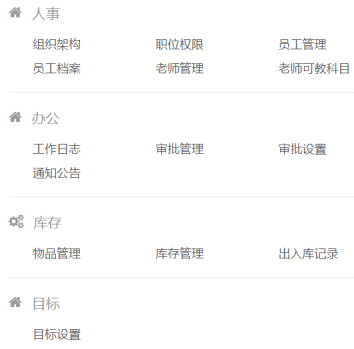 人事
组织架构 职位权限 员工管理
员工档案 老师管理 老师可教科目
办公
工作日志 审批管理 审批设置
通知公告
库存
物品管理 库存管理 出入库记录
目标
目标设置